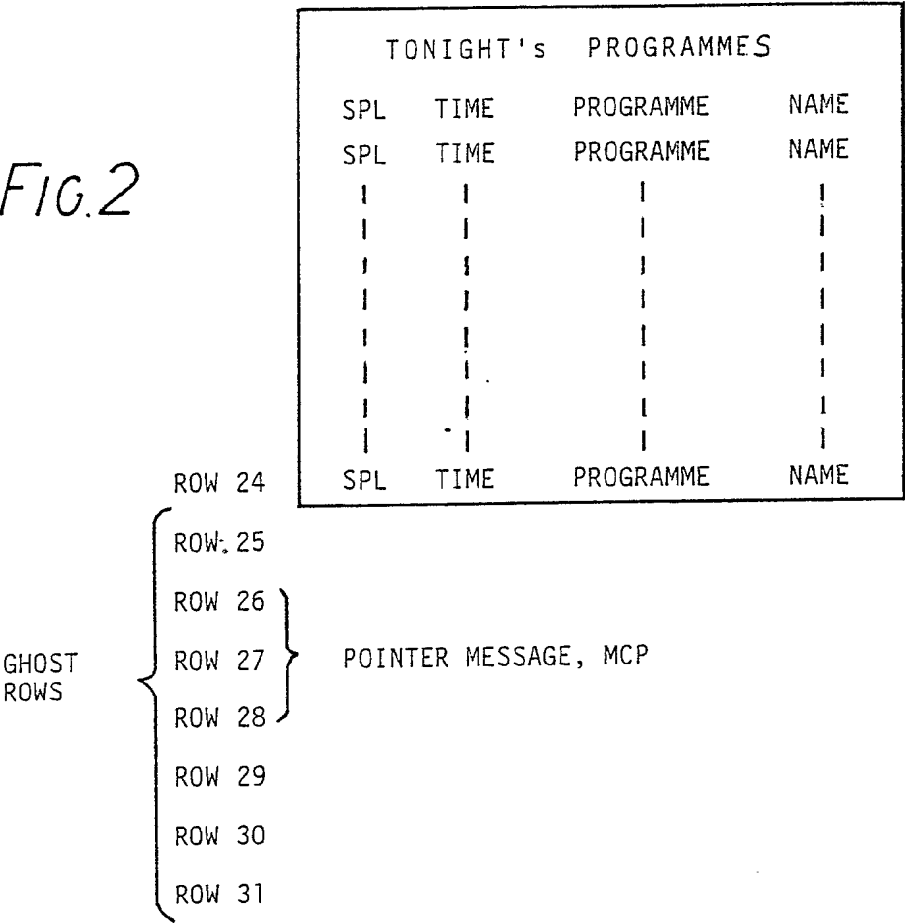 TONIGHT's PROGRAMMES
SPL TIME PROGRAMME NAME
SPL TIME PROGRAMME NAME
FIG.2
SPL TIME PROGRAMME NAME
ROW 24
ROW 25
ROW 26
GHOST ROWS
ROW 27
POINTER MESSAGE, MCP
ROW 28
ROW 29
ROW 30
ROW 31